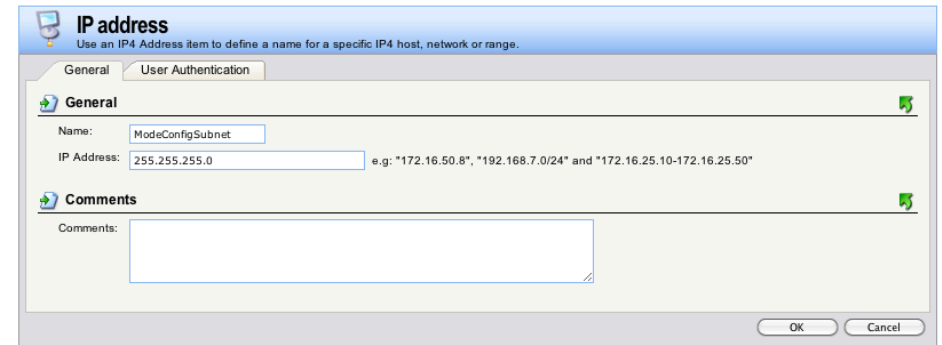 IP address
Use an IP4 Address item to define a name for a specific IP4 host, network or range.
General User Authentication
General
Name: ModeConfigSubnet
IP Address: 255.255.255.0 e.g: "172.16.50.8", "192.168.7.0/24" and "172.16.25.10-172.16.25.50"
Comments
Comments:
OK Cancel